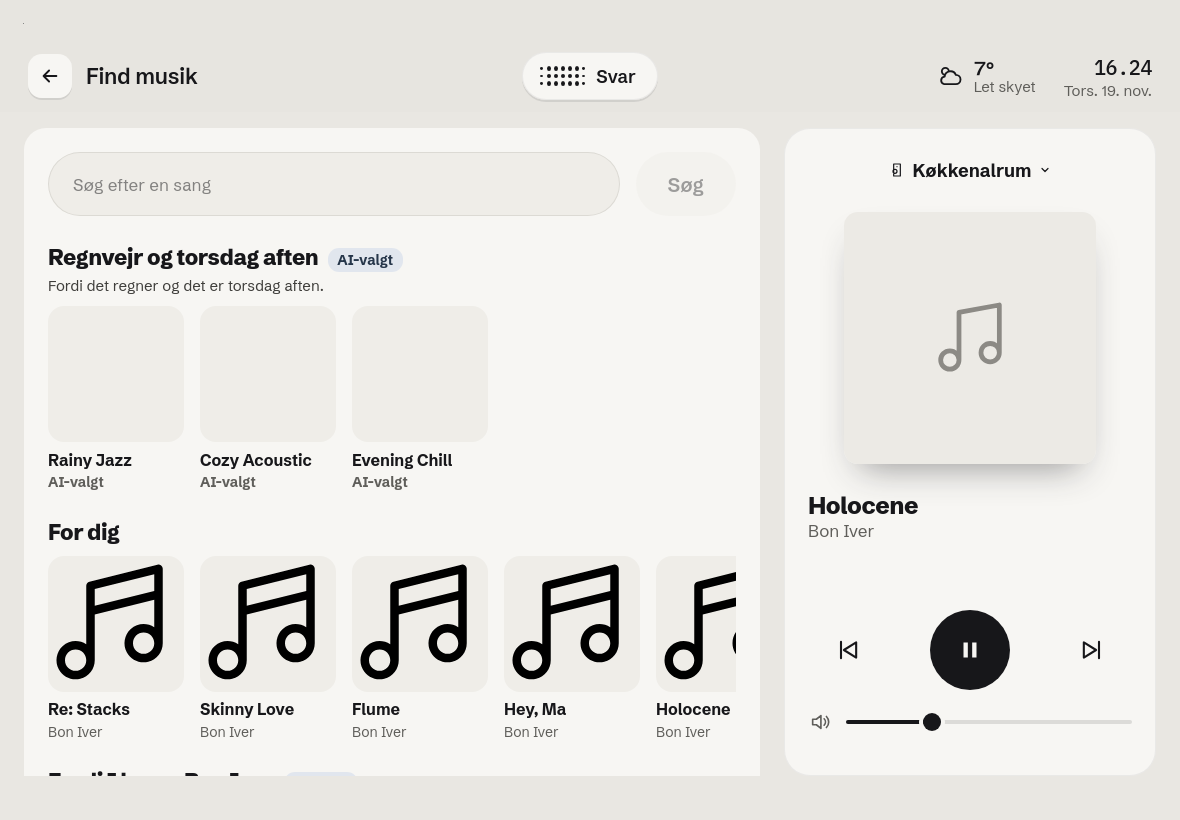 Find musik
Svar
7°
Let skyet
16.24
Tors. 19. nov.
Søg efter en sang
Søg
Regnvejr og torsdag aften AI-valgt
Fordi det regner og det er torsdag aften.
Rainy Jazz
AI-valgt
Cozy Acoustic
AI-valgt
Evening Chill
AI-valgt
For dig
Re: Stacks
Bon Iver
Skinny Love
Bon Iver
Flume
Bon Iver
Hey, Ma
Bon Iver
Holocene
Bon Iver
Køkkenalrum
Holocene
Bon Iver